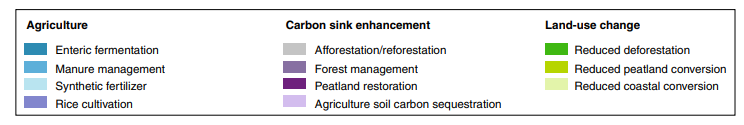 Agriculture
Enteric fermentation
Manure management
Synthetic fertilizer
Rice cultivation
Carbon sink enhancement
Afforestation/reforestation
Forest management
Peatland restoration
Agriculture soil carbon sequestration
Land-use change
Reduced deforestation
Reduced peatland conversion
Reduced coastal conversion